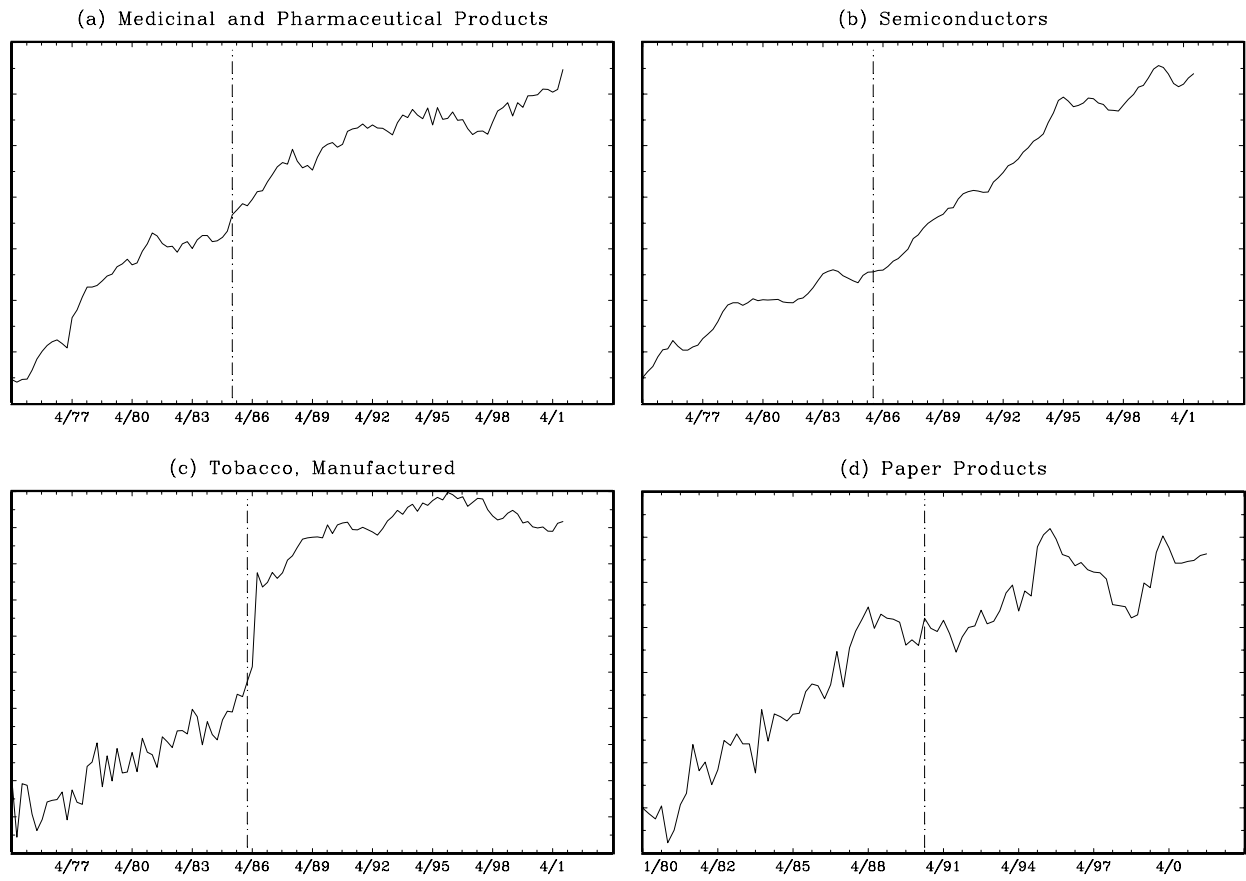 (a) Medicinal and Pharmaceutical Products
4/77 4/80 4/83 4/86 4/89 4/92 4/95 4/98 4/1
(b) Semiconductors
4/77 4/80 4/83 4/86 4/89 4/92 4/95 4/98 4/1
(c) Tobacco, Manufactured
4/77 4/80 4/83 4/86 4/89 4/92 4/95 4/98 4/1
(d) Paper Products
1/80 4/82 4/85 4/88 4/91 4/94 4/97 4/0